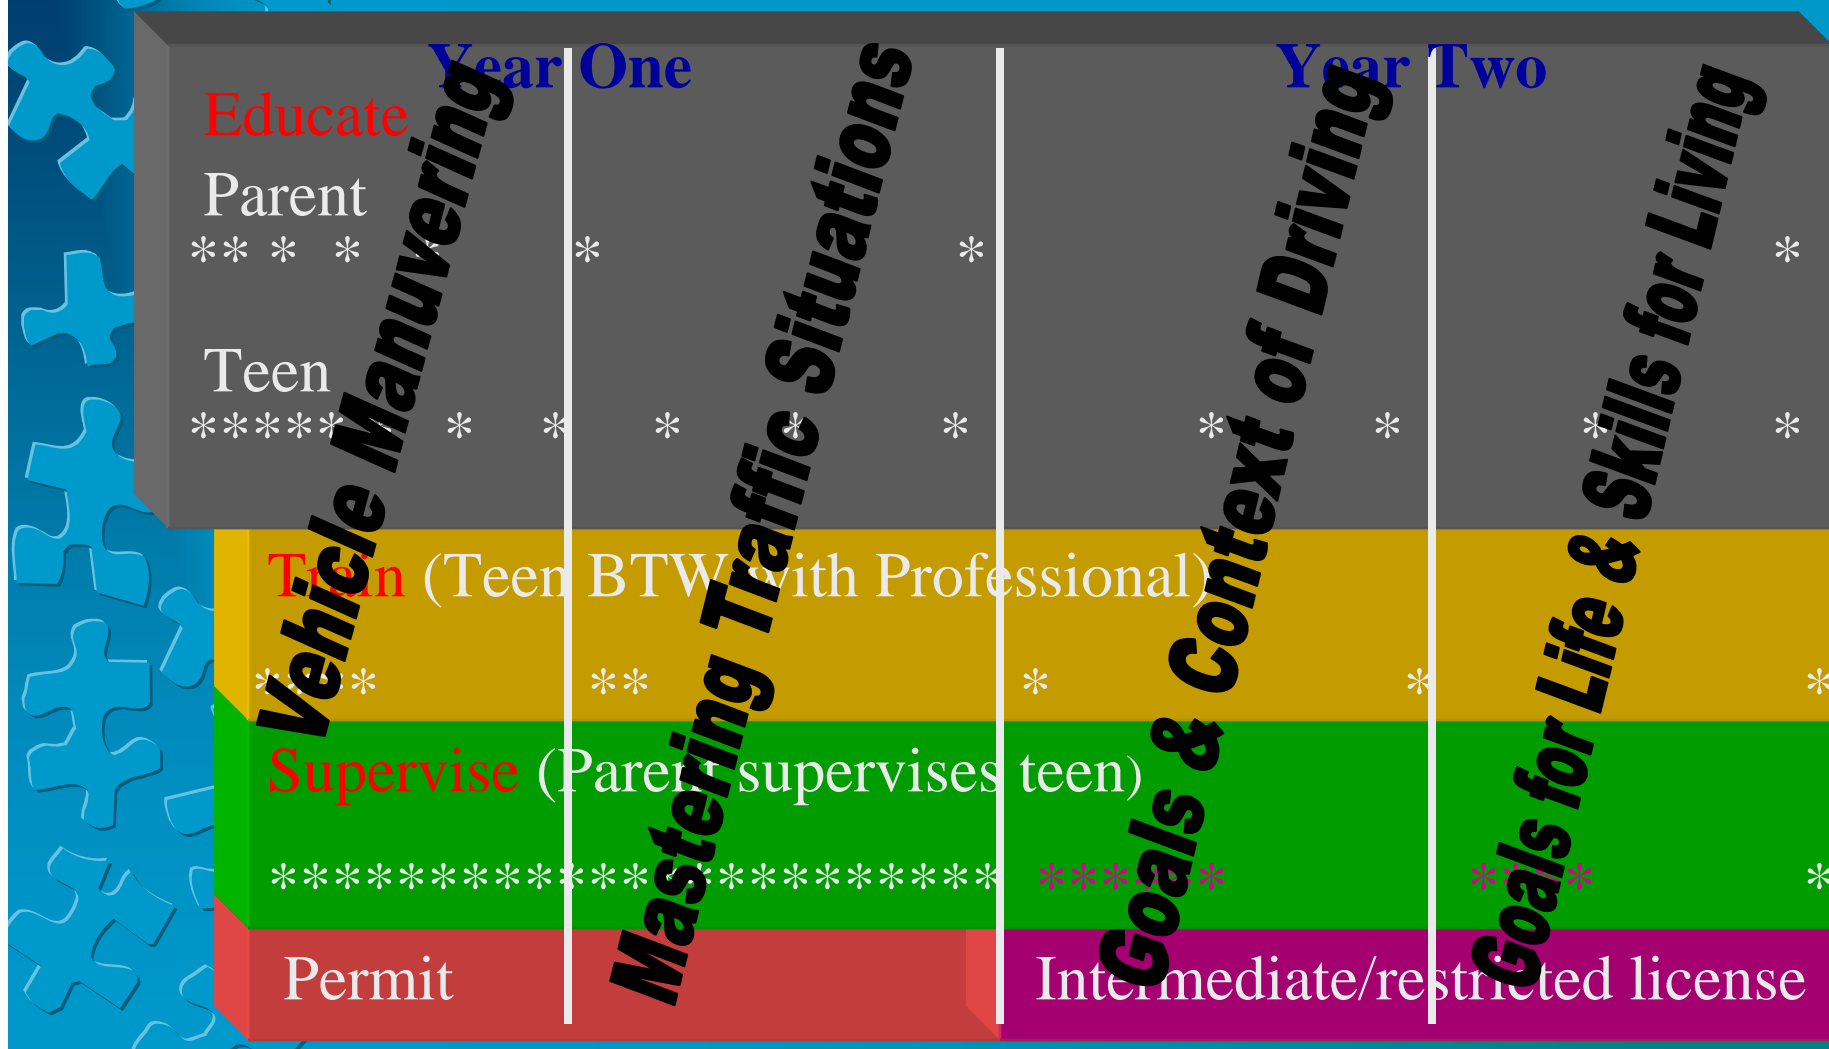 Year One
Year Two
Educate
Parent
** * * * * * *
Teen
****** * * * * * * * * *
Train (Teen BTW with Professional)
**** ** * * *
Supervise (Parent supervises teen)
*********************** ****** **** *
Permit
Intermediate/restricted license
Vehicle Manuvering
Mastering Traffic Situations
Goals & Context of Driving
Goals for Life & Skills for Living